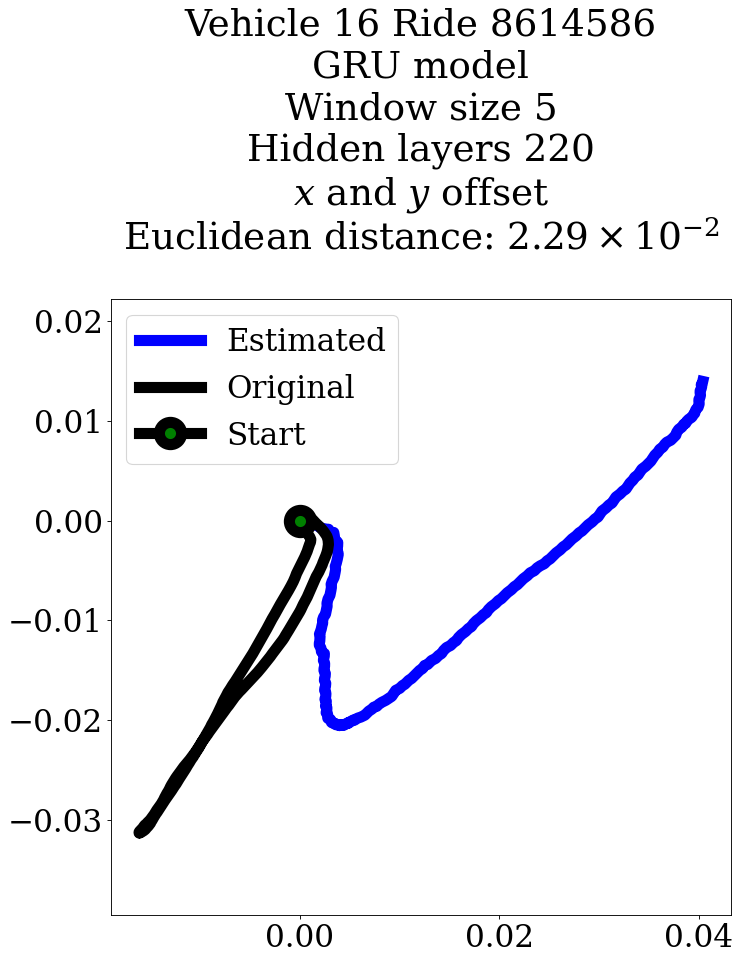 Vehicle 16 Ride 8614586
GRU model
Window size 5
Hidden layers 220
x and y offset
Euclidean distance: 2.29 × 10⁻²
Estimated
Original
Start
0.02
0.01
0.00
−0.01
−0.02
−0.03
0.00 0.02 0.04